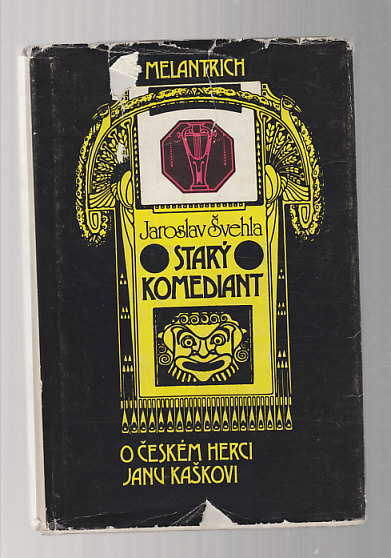 MELANTRICH
Jaroslav Švehla
STARÝ
KOMEDIANT
O ČESKÉM HERCI
JANU KAŠKOVI